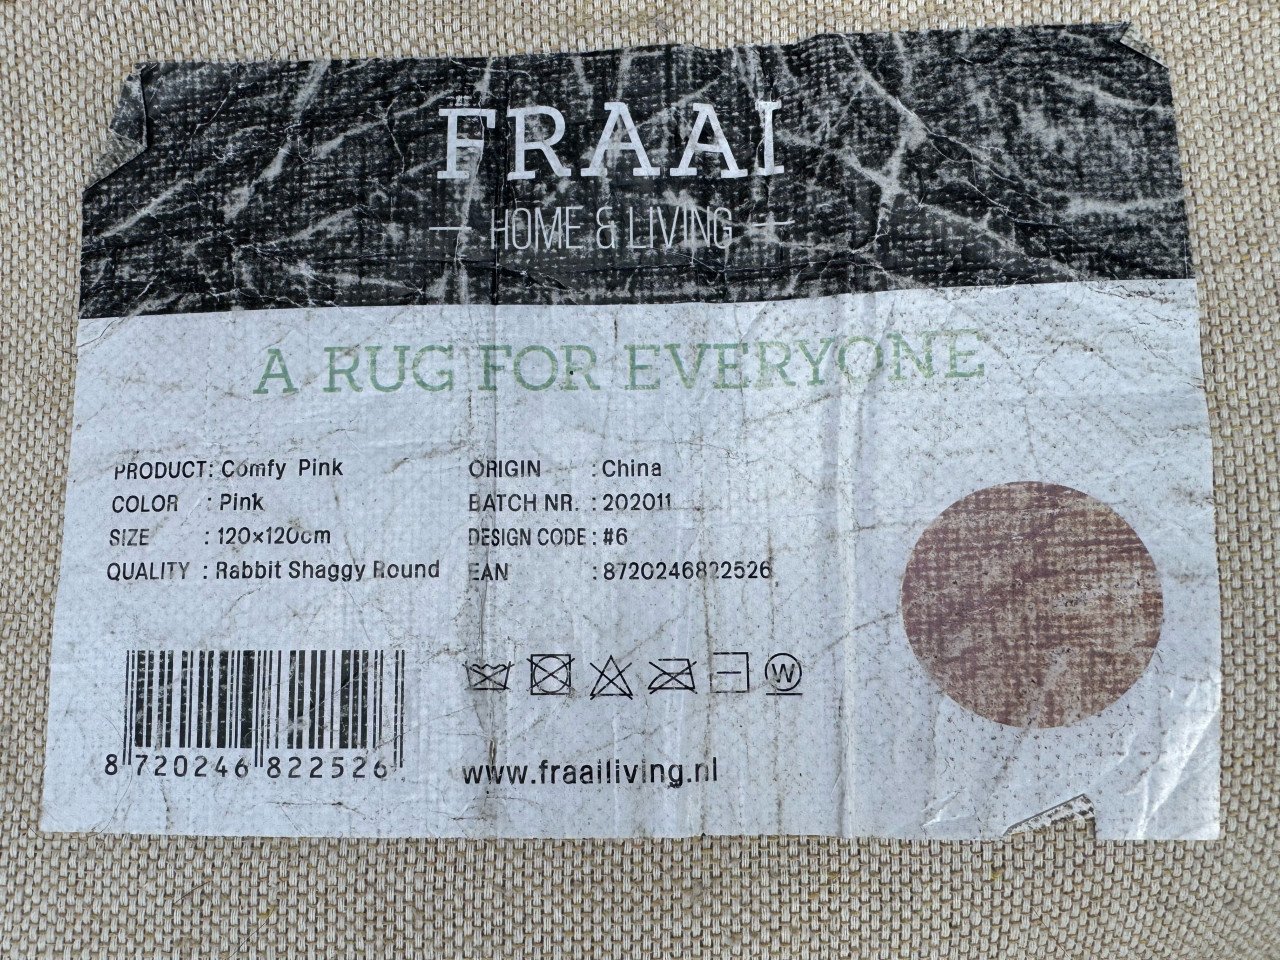 FRAAI
— HOME & LIVING —
A RUG FOR EVERYONE
PRODUCT : Comfy Pink
COLOR : Pink
SIZE : 120×120cm
QUALITY : Rabbit Shaggy Round
ORIGIN : China
BATCH NR. : 202011
DESIGN CODE : #6
EAN : 8720246822526
8 720246 822526
W
www.fraailiving.nl